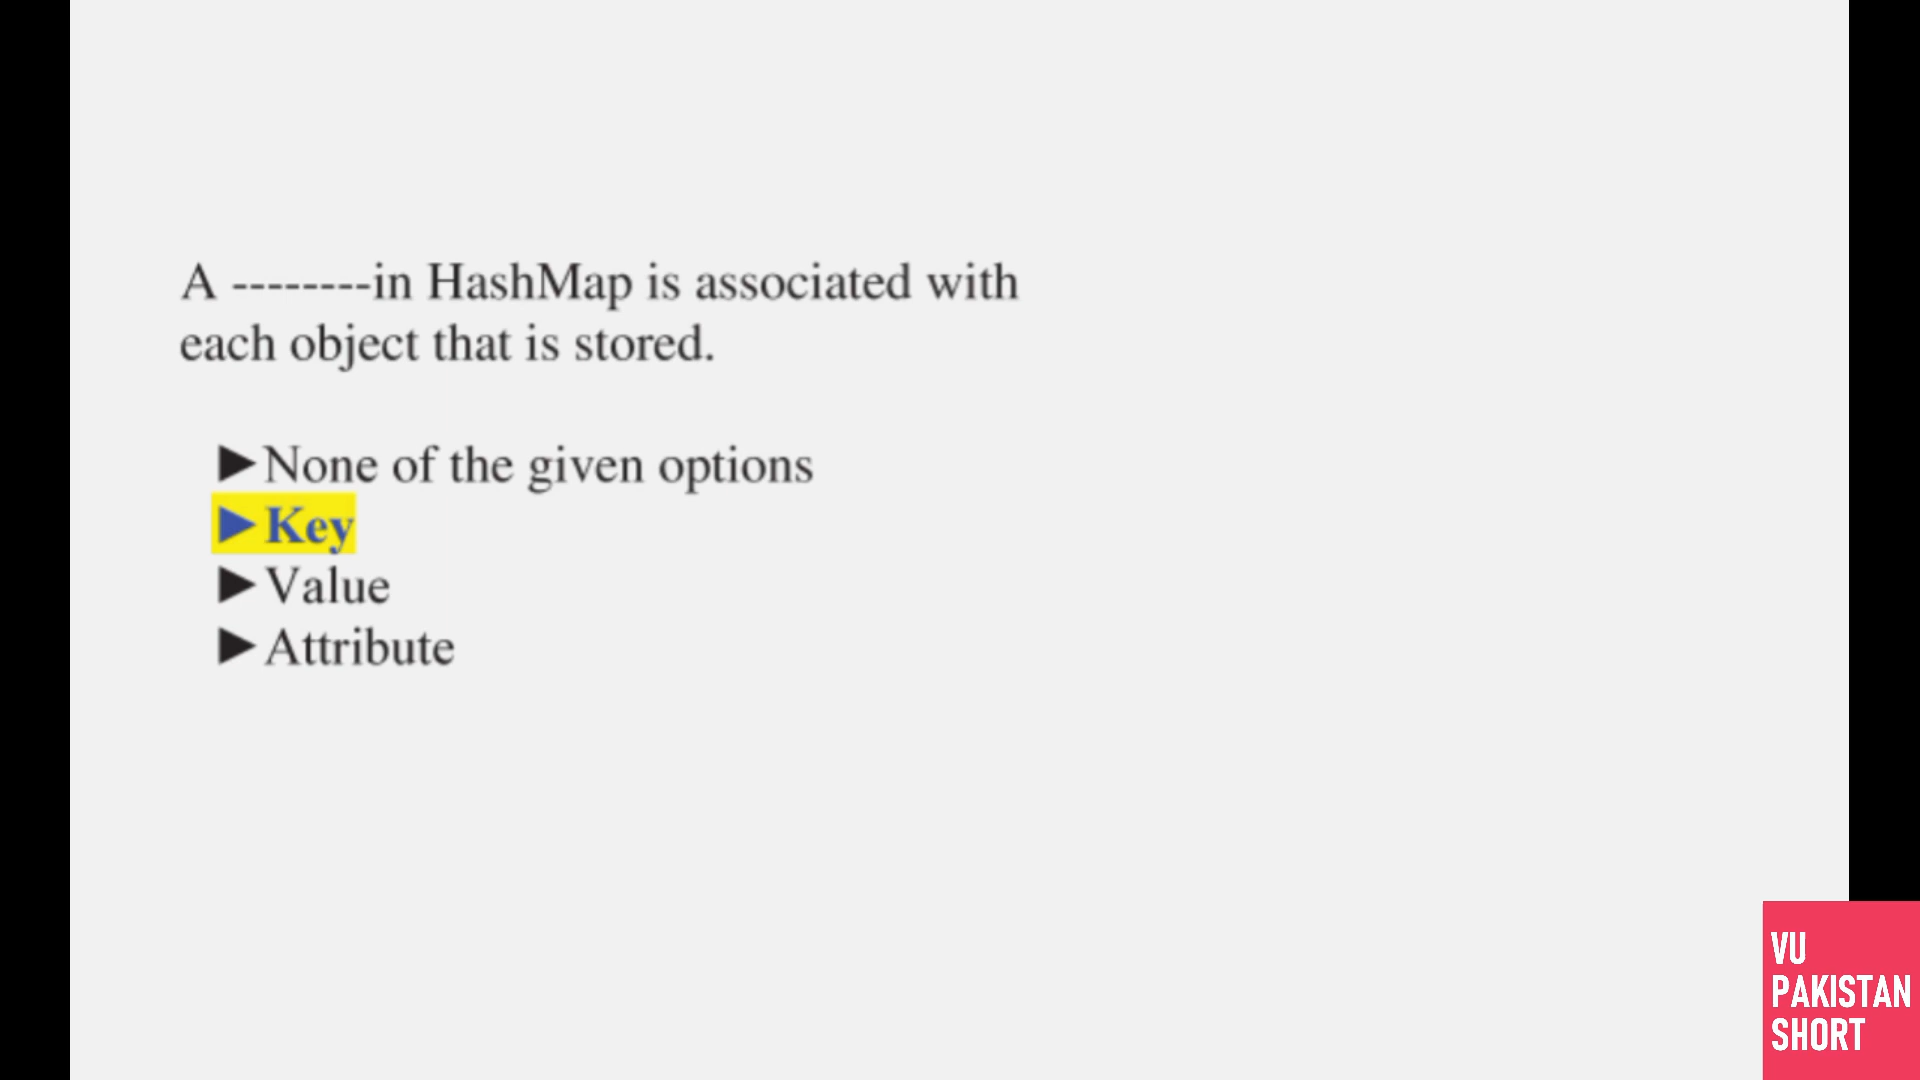 A --------in HashMap is associated with
each object that is stored.
►None of the given options
►Key
►Value
►Attribute
VU
PAKISTAN
SHORT